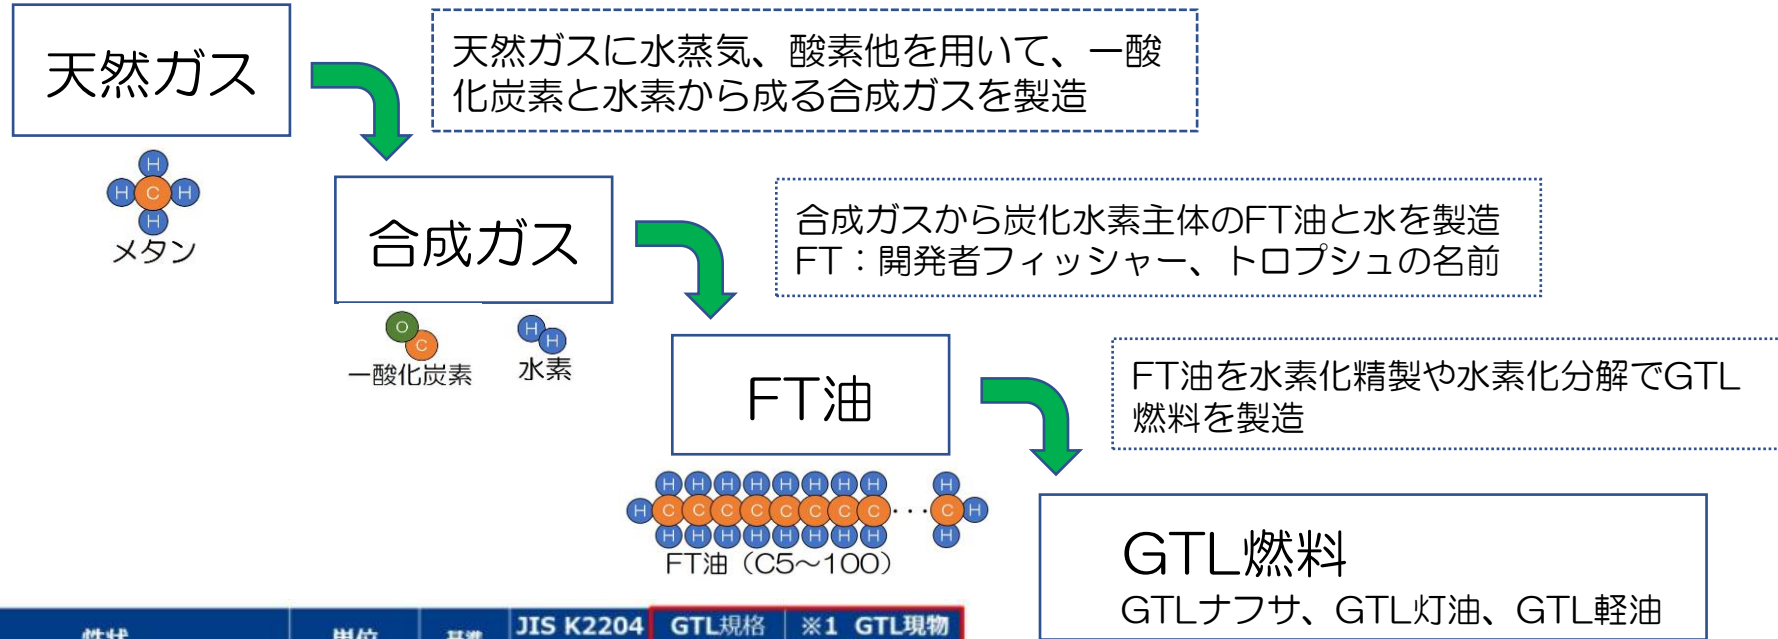 天然ガス
天然ガスに水蒸気、酸素他を用いて、一酸
化炭素と水素から成る合成ガスを製造
H
H C H
H
メタン
合成ガス
合成ガスから炭化水素主体のFT油と水を製造
FT：開発者フィッシャー、トロプシュの名前
O
C
一酸化炭素
H
H
水素
FT油
FT油を水素化精製や水素化分解でGTL
燃料を製造
H H H H H H H H H
H C C C C C C C C ･･･ C H
H H H H H H H H H
FT油（C5～100）
GTL燃料
GTLナフサ、GTL灯油、GTL軽油
性状 単位 基準 JIS K2204 GTL規格 ※1 GTL現物